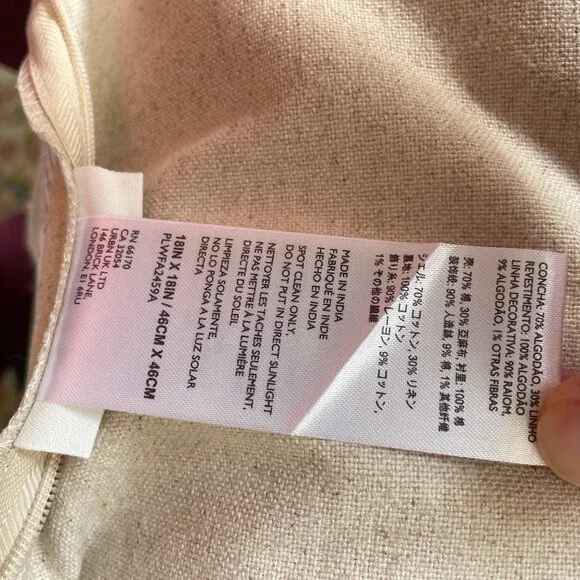 CONCHA: 70% ALGODÃO, 30% LINHO
REVESTIMENTO: 100% ALGODÃO
LINHA DECORATIVA: 90% RAIOM,
9% ALGODÃO, 1% OTRAS FIBRAS
壳: 70% 棉, 30% 亚麻布, 衬里: 100% 棉
装饰线: 90% 人造丝, 9% 棉, 1% 其他纤维
シェル: 70% コットン, 30% リネン
裏地: 100% コットン
飾り糸: 90% レーヨン, 9% コットン,
1% その他の繊維
MADE IN INDIA
FABRIQUÉ EN INDE
HECHO EN INDIA
SPOT CLEAN ONLY.
DO NOT PUT IN DIRECT SUNLIGHT
NETTOYER LES TACHES SEULEMENT,
NE PAS METTRE À LA LUMIÈRE
DIRECTE DU SOLEIL
LIMPIEZA SOLAMENTE.
NO LO PONGA A LA LUZ SOLAR
DIRECTA
18IN X 18IN / 46CM X 46CM
PLWFA2459A
RN 66170
CA 32054
URBN UK LTD
146 BRICK LANE,
LONDON, E1 6RU